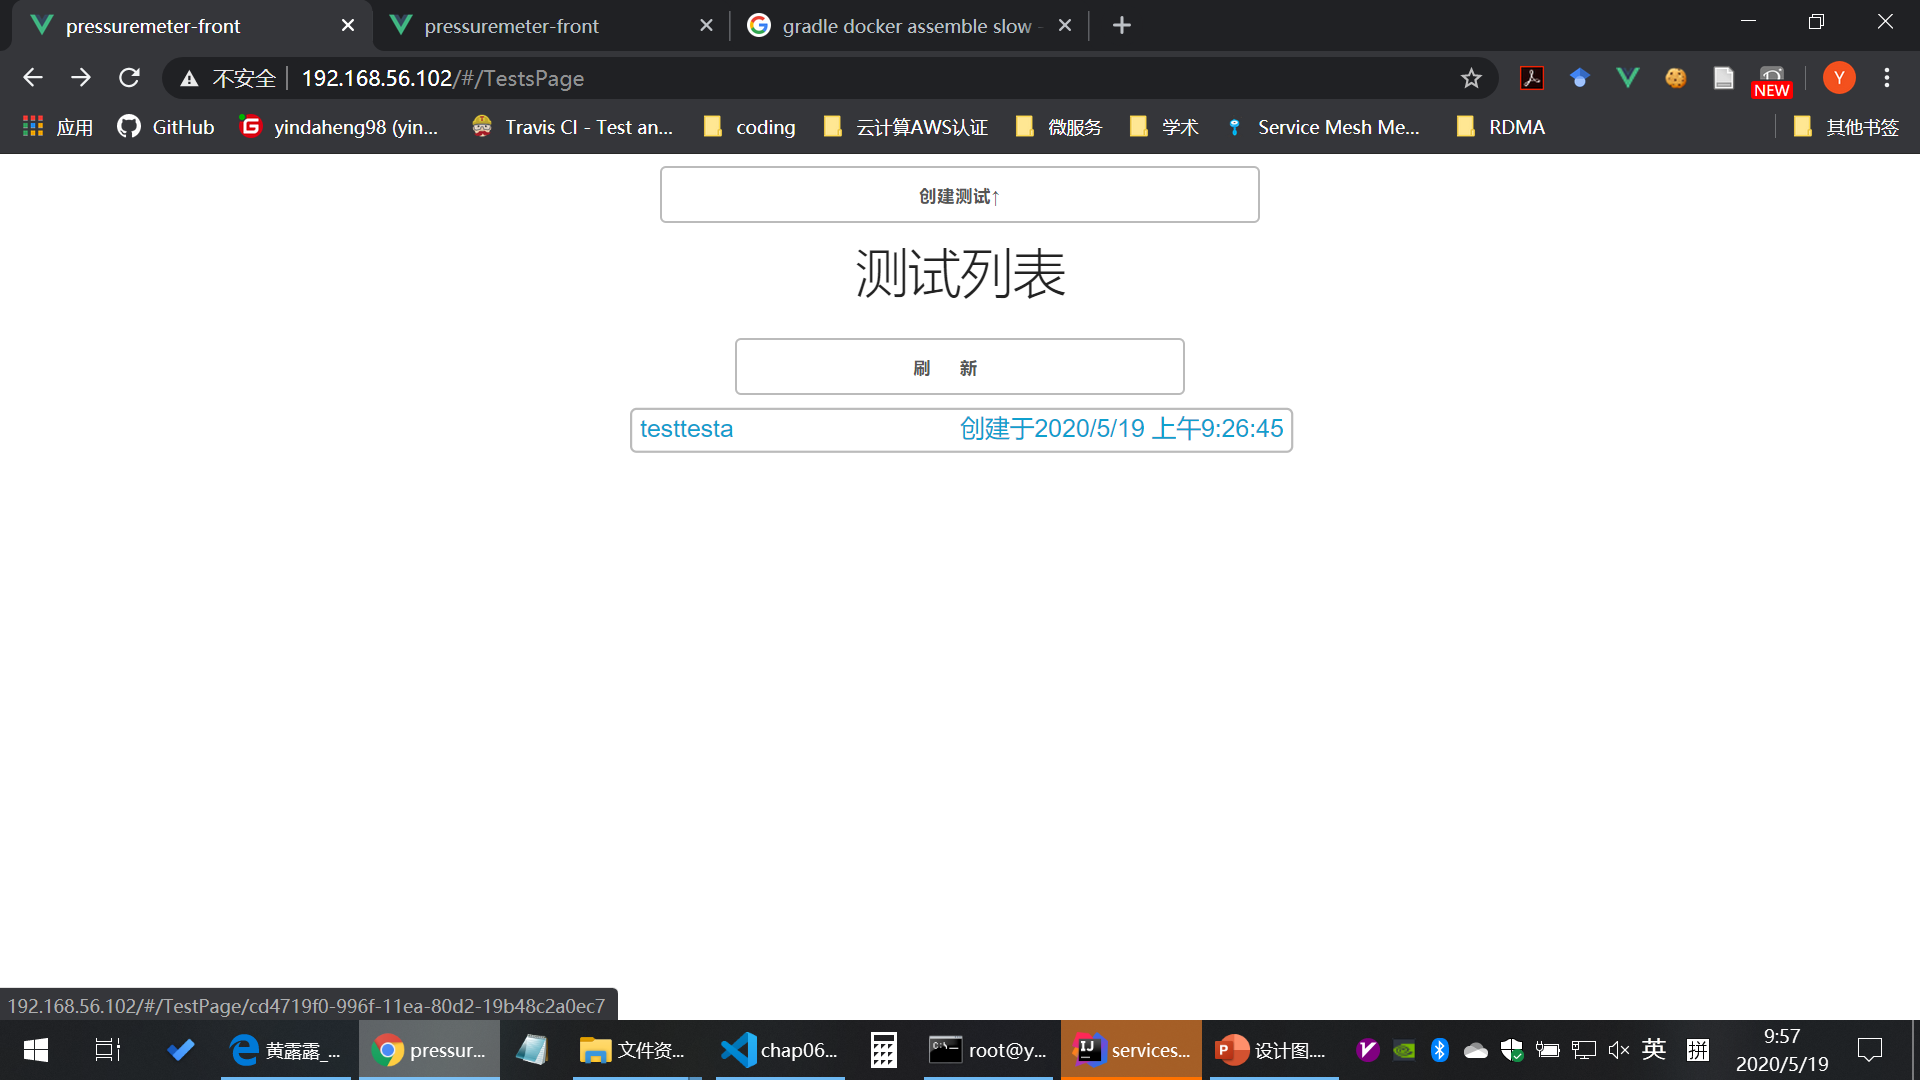 pressuremeter-front
pressuremeter-front
gradle docker assemble slow
不安全 192.168.56.102/#/TestsPage
NEW
Y
应用 GitHub yindaheng98 (yin... Travis CI - Test an... coding 云计算AWS认证 微服务 学术 Service Mesh Me... RDMA 其他书签
创建测试↑
测试列表
刷 新
testtesta 创建于2020/5/19 上午9:26:45
192.168.56.102/#/TestPage/cd4719f0-996f-11ea-80d2-19b48c2a0ec7
黄露露_... pressur... 文件资... chap06... root@y... services... 设计图.... 英 拼
9:57
2020/5/19